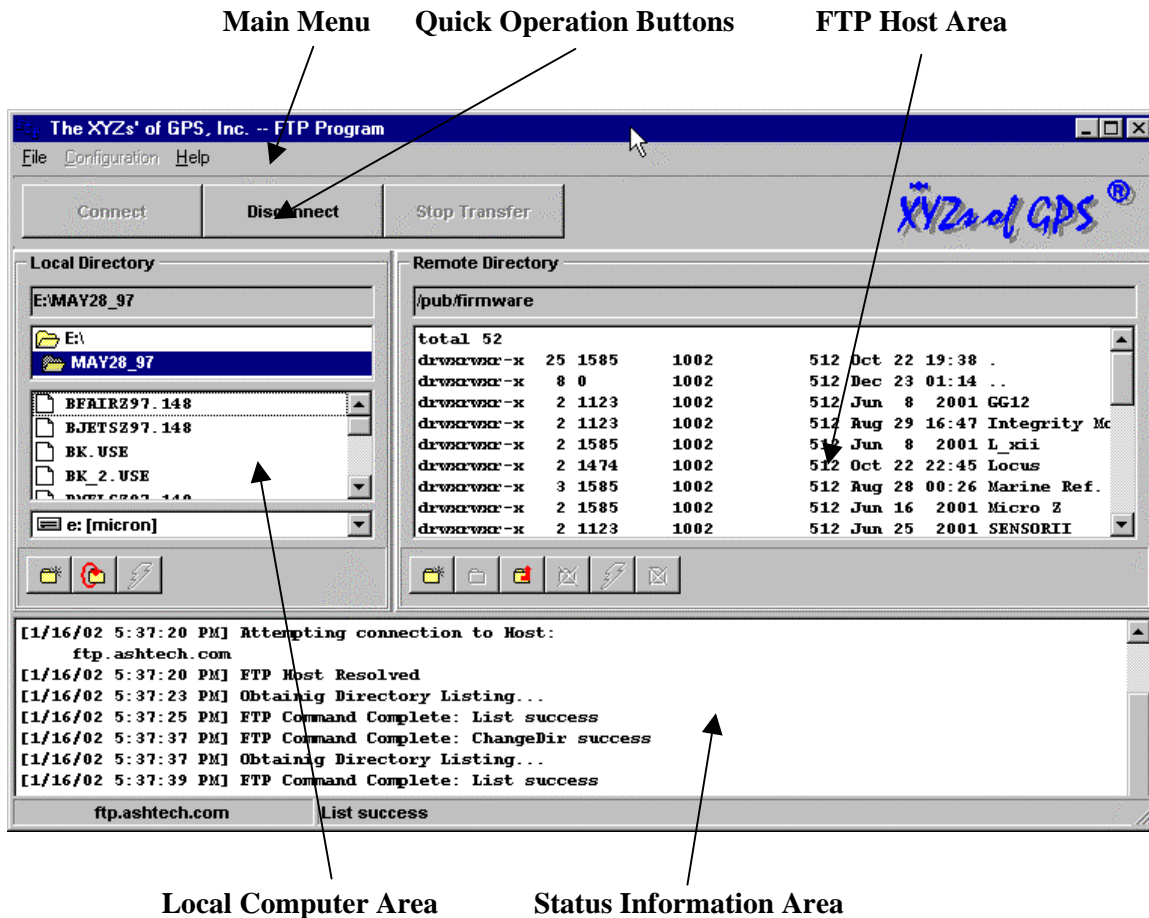 Main Menu Quick Operation Buttons FTP Host Area
The XYZs' of GPS, Inc. -- FTP Program
File Configuration Help
Connect Disconnect Stop Transfer
XYZs of GPS ®
Local Directory
E:\MAY28_97
E:\
MAY28_97
BFAIRZ97.148
BJETSZ97.148
BK.USE
BK_2.USE
e: [micron]
Remote Directory
/pub/firmware
total 52
drwxrwxr-x 25 1585 1002 512 Oct 22 19:38 .
drwxrwxr-x 8 0 1002 512 Dec 23 01:14 ..
drwxrwxr-x 2 1123 1002 512 Jun 8 2001 GG12
drwxrwxr-x 2 1123 1002 512 Aug 29 16:47 Integrity Mo
drwxrwxr-x 2 1585 1002 512 Jun 8 2001 L_xii
drwxrwxr-x 2 1474 1002 512 Oct 22 22:45 Locus
drwxrwxr-x 3 1585 1002 512 Aug 28 00:26 Marine Ref.
drwxrwxr-x 2 1585 1002 512 Jun 16 2001 Micro Z
drwxrwxr-x 2 1123 1002 512 Jun 25 2001 SENSORII
[1/16/02 5:37:20 PM] Attempting connection to Host:
ftp.ashtech.com
[1/16/02 5:37:20 PM] FTP Host Resolved
[1/16/02 5:37:23 PM] Obtainig Directory Listing...
[1/16/02 5:37:25 PM] FTP Command Complete: List success
[1/16/02 5:37:37 PM] FTP Command Complete: ChangeDir success
[1/16/02 5:37:37 PM] Obtainig Directory Listing...
[1/16/02 5:37:39 PM] FTP Command Complete: List success
ftp.ashtech.com List success
Local Computer Area Status Information Area